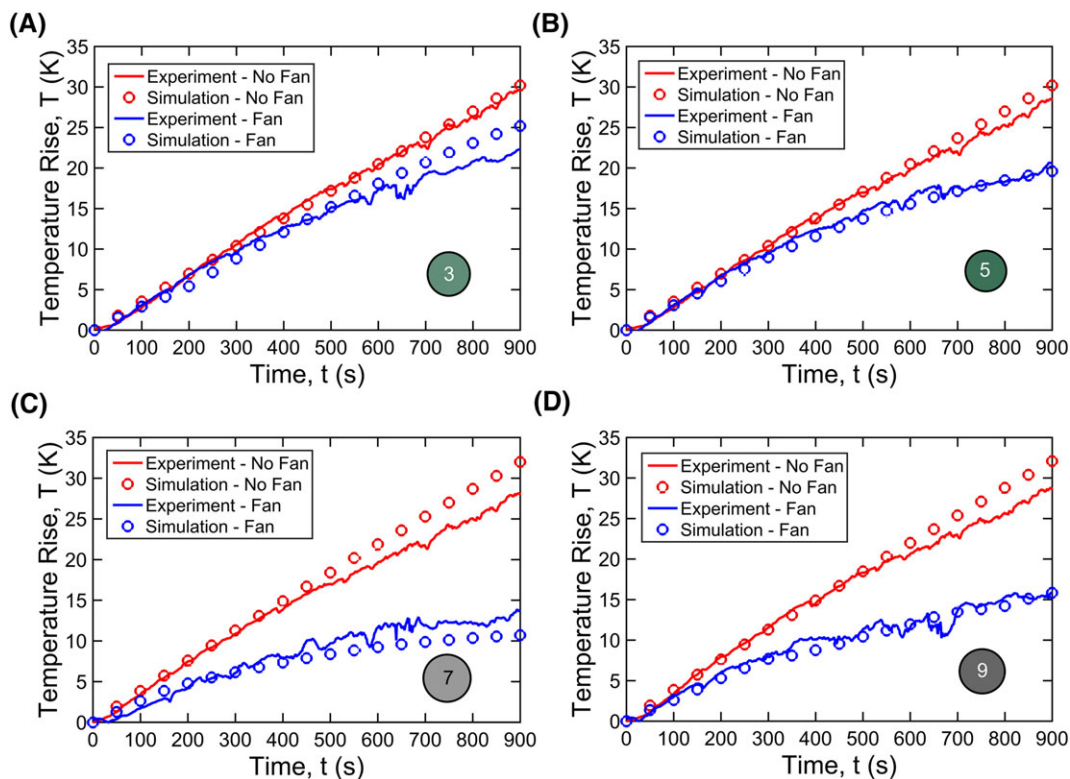 (A)
Temperature Rise, T (K)
35
30
25
20
15
10
5
0
Experiment - No Fan
Simulation - No Fan
Experiment - Fan
Simulation - Fan
3
0 100 200 300 400 500 600 700 800 900
Time, t (s)
(B)
Temperature Rise, T (K)
35
30
25
20
15
10
5
0
Experiment - No Fan
Simulation - No Fan
Experiment - Fan
Simulation - Fan
5
0 100 200 300 400 500 600 700 800 900
Time, t (s)
(C)
Temperature Rise, T (K)
35
30
25
20
15
10
5
0
Experiment - No Fan
Simulation - No Fan
Experiment - Fan
Simulation - Fan
7
0 100 200 300 400 500 600 700 800 900
Time, t (s)
(D)
Temperature Rise, T (K)
35
30
25
20
15
10
5
0
Experiment - No Fan
Simulation - No Fan
Experiment - Fan
Simulation - Fan
9
0 100 200 300 400 500 600 700 800 900
Time, t (s)